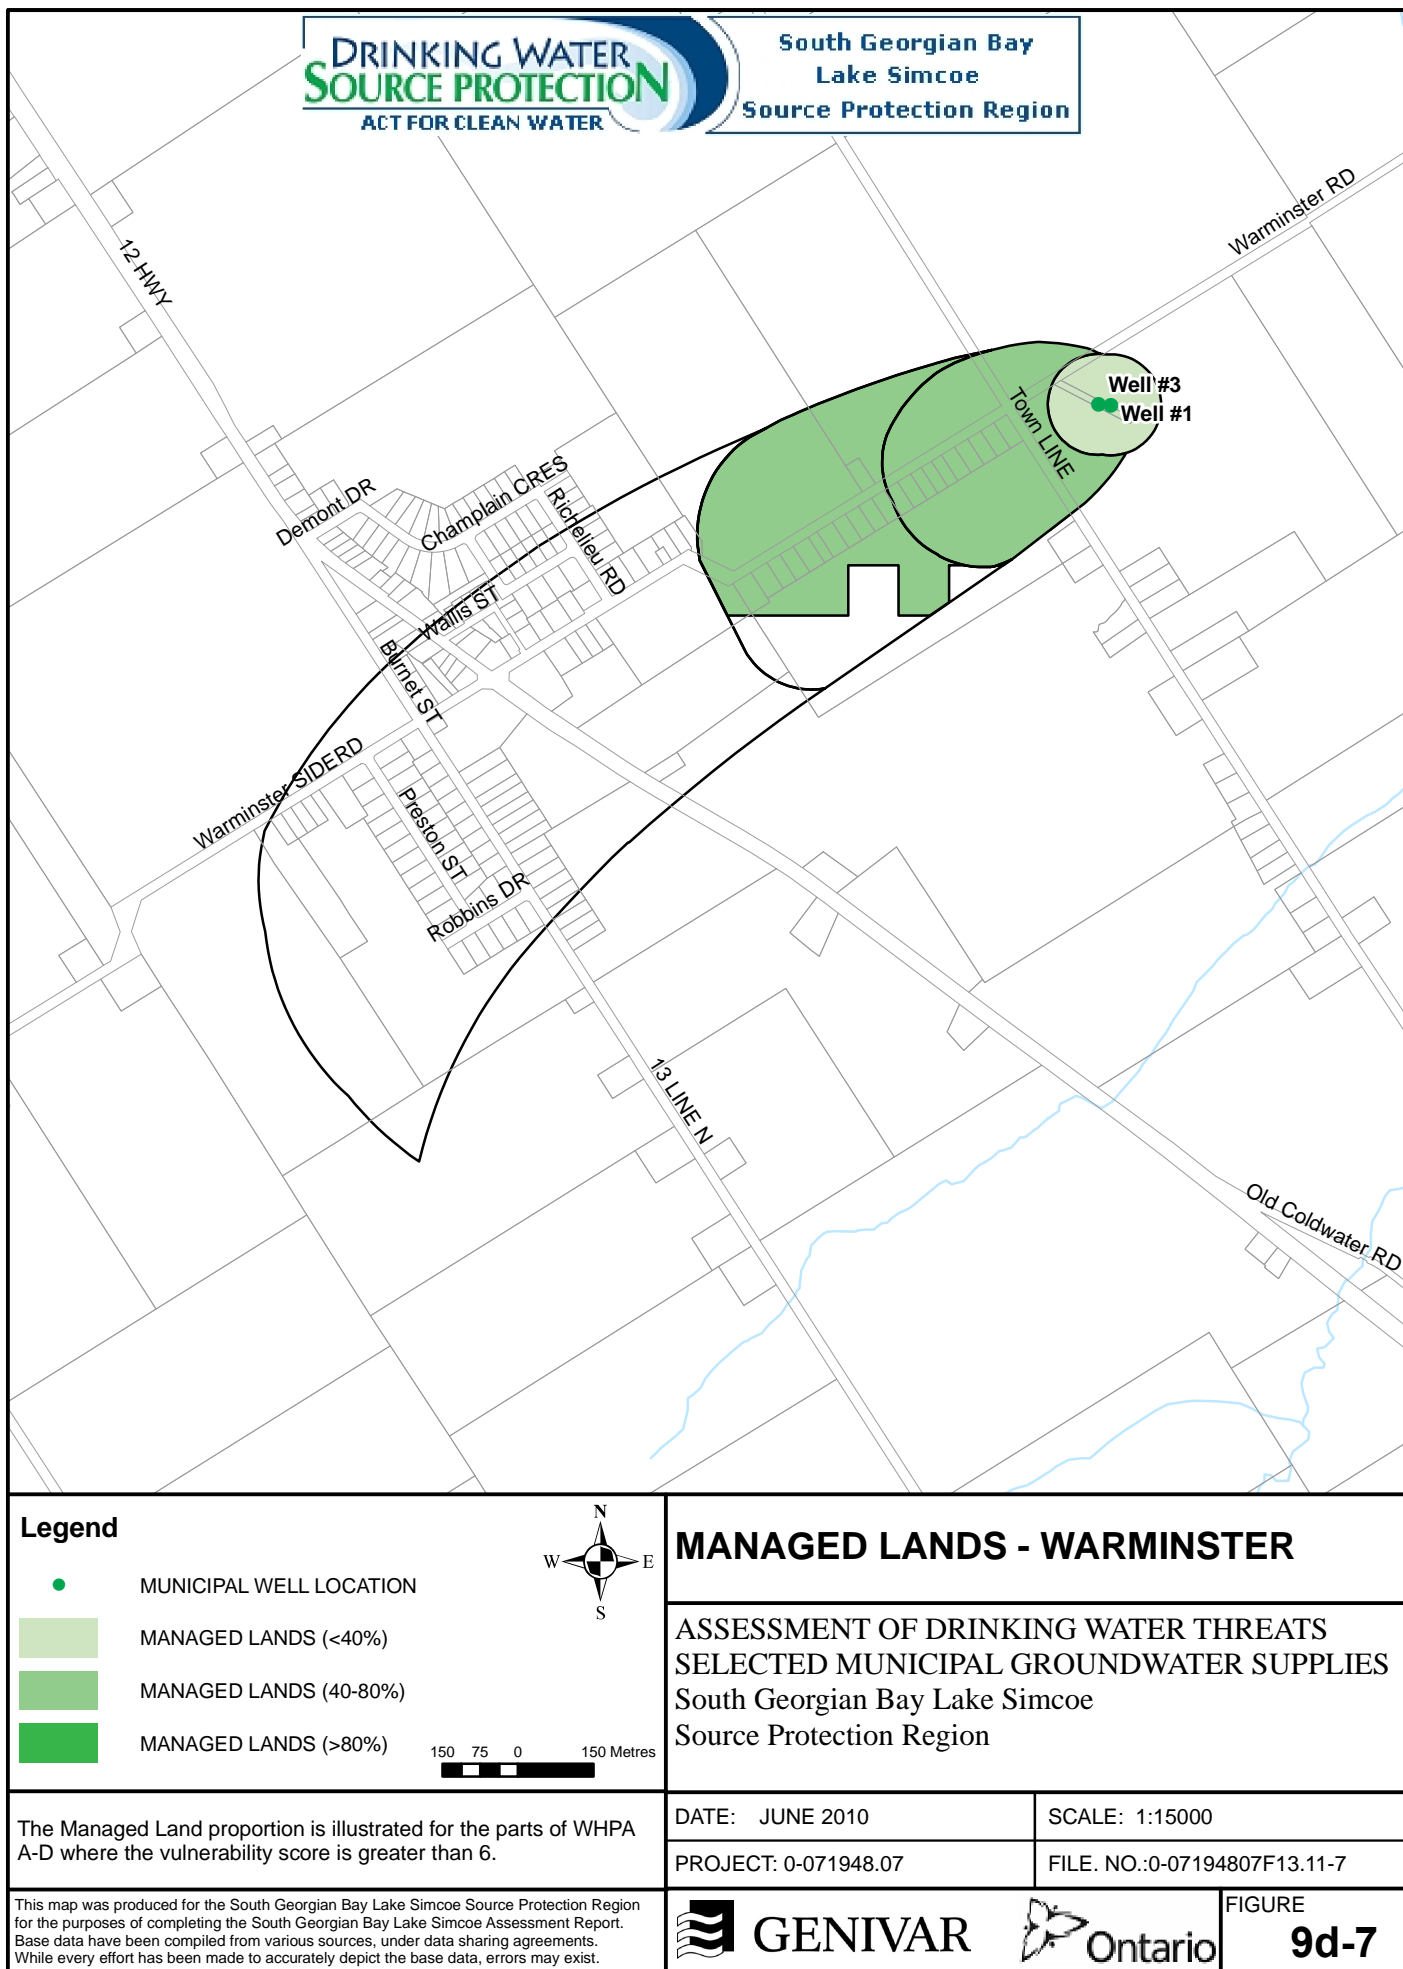 DRINKING WATER
SOURCE PROTECTION
ACT FOR CLEAN WATER
South Georgian Bay
Lake Simcoe
Source Protection Region
Warminster RD
12 HWY
Well #3
Well #1
Town LINE
Demont DR
Champlain CRES
Richelieu RD
Wallis ST
Burnet ST
Warminster SIDERD
Preston ST
Robbins DR
13 LINE N
Old Coldwater RD
Legend
N
W E
S
MUNICIPAL WELL LOCATION
MANAGED LANDS (<40%)
MANAGED LANDS (40-80%)
MANAGED LANDS (>80%)
150 75 0 150 Metres
MANAGED LANDS - WARMINSTER
ASSESSMENT OF DRINKING WATER THREATS
SELECTED MUNICIPAL GROUNDWATER SUPPLIES
South Georgian Bay Lake Simcoe
Source Protection Region
The Managed Land proportion is illustrated for the parts of WHPA
A-D where the vulnerability score is greater than 6.
DATE: JUNE 2010
SCALE: 1:15000
PROJECT: 0-071948.07
FILE. NO.:0-07194807F13.11-7
This map was produced for the South Georgian Bay Lake Simcoe Source Protection Region
for the purposes of completing the South Georgian Bay Lake Simcoe Assessment Report.
Base data have been compiled from various sources, under data sharing agreements.
While every effort has been made to accurately depict the base data, errors may exist.
GENIVAR
Ontario
FIGURE
9d-7